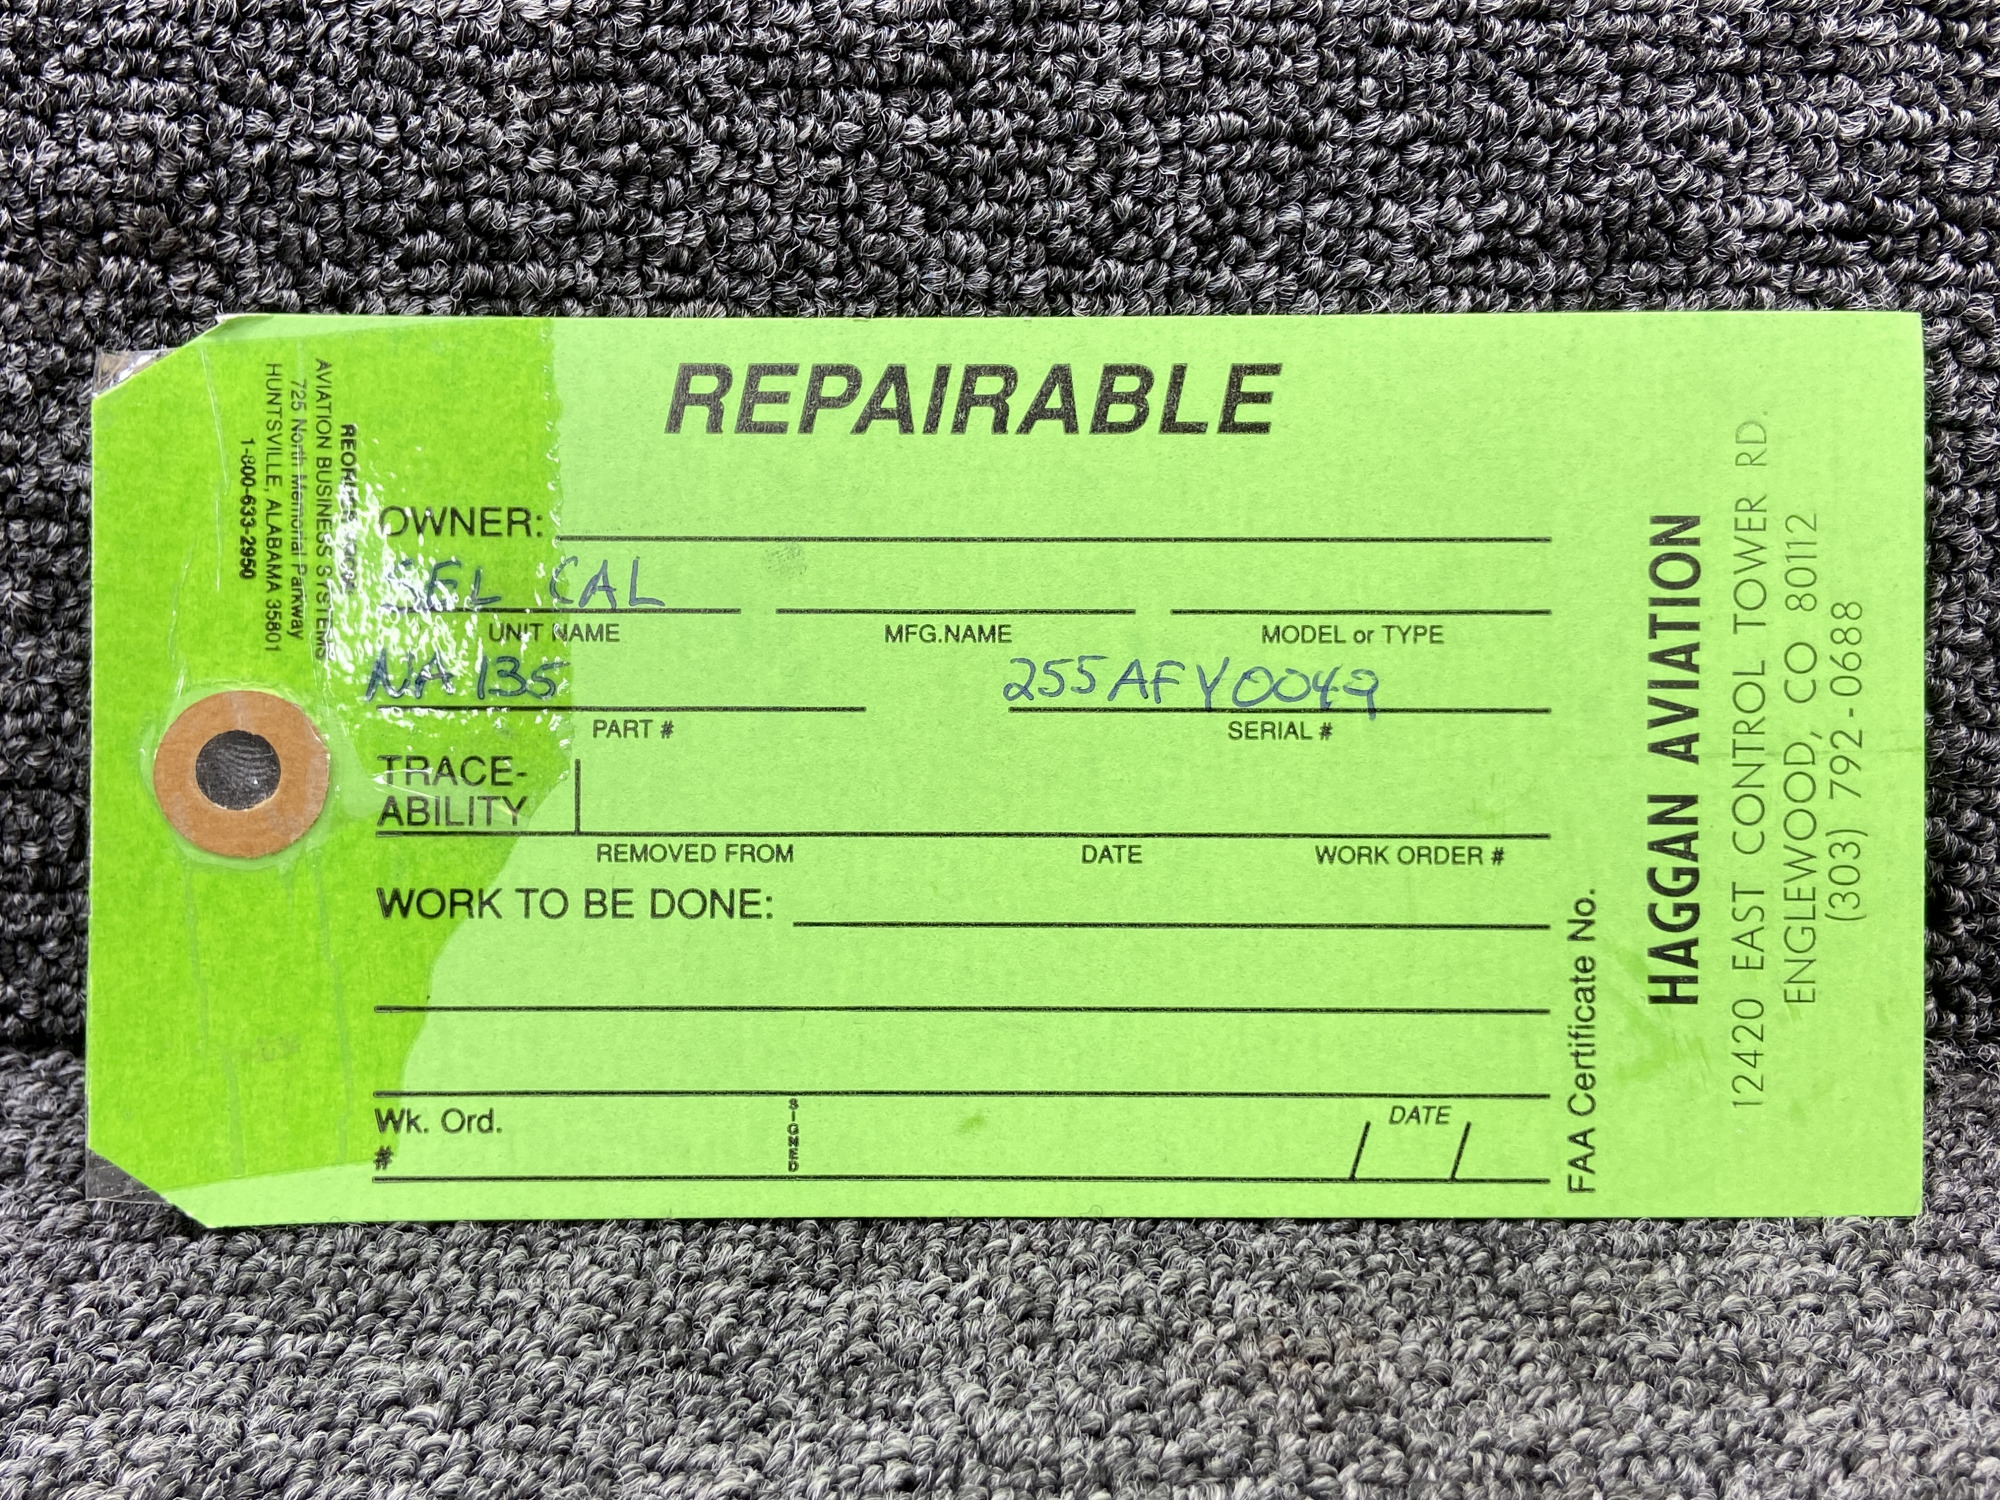 REPAIRABLE
OWNER:
SEL CAL
UNIT NAME MFG.NAME MODEL or TYPE
NA 135 255AFY0049
PART # SERIAL #
TRACE-
ABILITY
REMOVED FROM DATE WORK ORDER #
WORK TO BE DONE:
Wk. Ord. SIGNED DATE
#
FAA Certificate No.
HAGGAN AVIATION
12420 EAST CONTROL TOWER RD.
ENGLEWOOD, CO 80112
(303) 792-0688
AVIATION BUSINESS SYSTEMS
725 North Memorial Parkway
HUNTSVILLE, ALABAMA 35801
1-800-633-2950